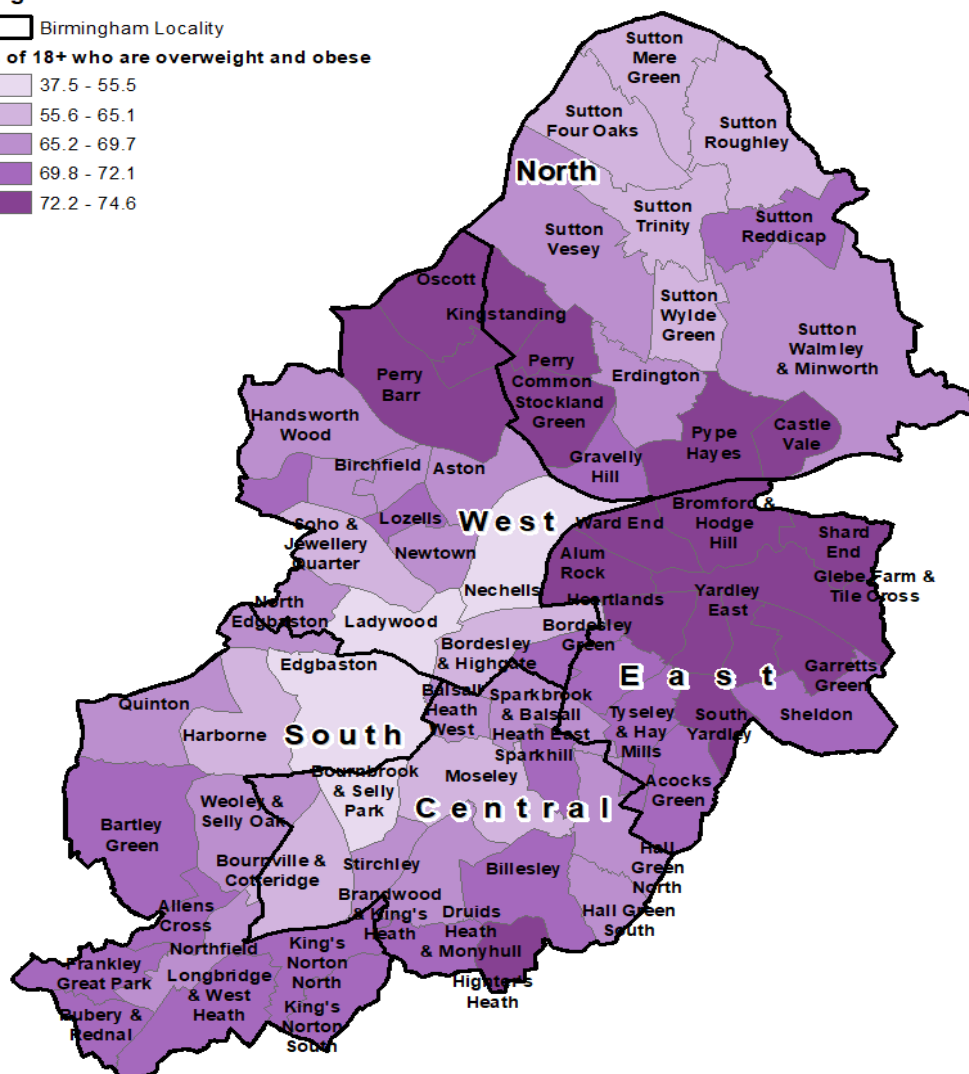 Birmingham Locality
of 18+ who are overweight and obese
37.5 - 55.5
55.6 - 65.1
65.2 - 69.7
69.8 - 72.1
72.2 - 74.6
Sutton
Mere
Green
Sutton
Four Oaks
Sutton
Roughley
North
Sutton
Trinity
Sutton
Reddicap
Sutton
Vesey
Oscott
Kingstanding
Sutton
Wylde
Green
Sutton
Walmley
& Minworth
Perry
Barr
Perry
Common
Stockland
Green
Erdington
Handsworth
Wood
Pype
Hayes
Castle
Vale
Gravelly
Hill
Birchfield
Aston
Lozells
West
Ward End
Bromford &
Hodge
Hill
Shard
End
Soho &
Jewellery
Quarter
Newtown
Alum
Rock
Glebe Farm &
Tile Cross
Nechells
Heartlands
Yardley
East
North
Edgbaston
Ladywood
Bordesley
Green
Bordesley
& Highgate
Edgbaston
East
Garretts
Green
Quinton
Balsall
Heath
West
Sparkbrook
& Balsall
Heath East
Tyseley
& Hay
Mills
South
Yardley
Sheldon
Harborne
South
Sparkhill
Bournbrook
& Selly
Park
Moseley
Acocks
Green
Weoley &
Selly Oak
Central
Bartley
Green
Bournville &
Cotteridge
Stirchley
Billesley
Hall
Green
North
Brandwood
& King's
Heath
Allens
Cross
Druids
Heath
& Monyhull
Hall Green
South
Northfield
King's
Norton
North
Frankley
Great Park
Longbridge
& West
Heath
Highter's
Heath
Rubery &
Rednal
King's
Norton
South